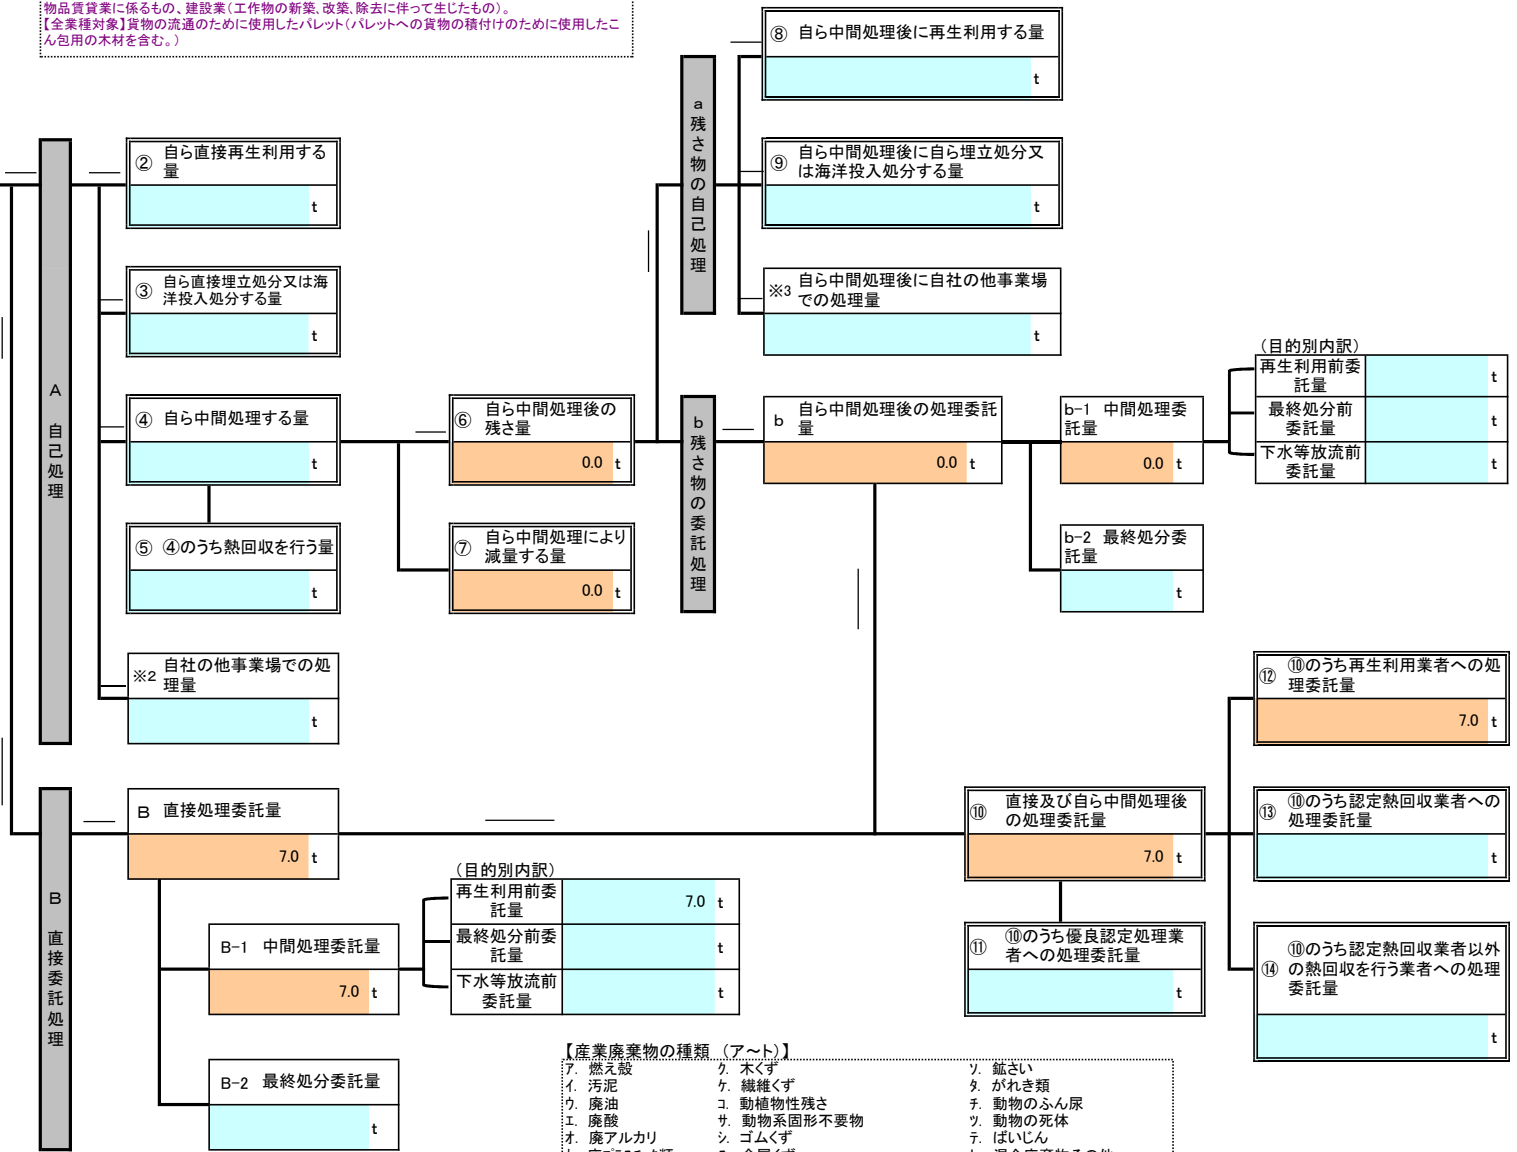 物品賃貸業に係るもの、建設業(工作物の新築、改築、除去に伴って生じたもの)。
【全業種対象】貨物の流通のために使用したパレット(パレットへの貨物の積付けのために使用したこ
ん包用の木材を含む。)
⑧ 自ら中間処理後に再生利用する量
t
a 残さ物の自己処理
⑨ 自ら中間処理後に自ら埋立処分又
は海洋投入処分する量
t
※3 自ら中間処理後に自社の他事業場
での処理量
t
A 自己処理
② 自ら直接再生利用する
量
t
③ 自ら直接埋立処分又は海
洋投入処分する量
t
④ 自ら中間処理する量
t
⑤ ④のうち熱回収を行う量
t
※2 自社の他事業場での処
理量
t
⑥ 自ら中間処理後の
残さ量
0.0 t
⑦ 自ら中間処理により
減量する量
0.0 t
b 残さ物の委託処理
b 自ら中間処理後の処理委託
量
0.0 t
b-1 中間処理委
託量
0.0 t
b-2 最終処分委
託量
t
(目的別内訳)
再生利用前委
託量
t
最終処分前
委託量
t
下水等放流前
委託量
t
B 直接委託処理
B 直接処理委託量
7.0 t
B-1 中間処理委託量
7.0 t
B-2 最終処分委託量
t
(目的別内訳)
再生利用前委
託量
7.0 t
最終処分前委
託量
t
下水等放流前
委託量
t
⑩ 直接及び自ら中間処理後
の処理委託量
7.0 t
⑪ ⑩のうち優良認定処理業
者への処理委託量
t
⑫ ⑩のうち再生利用業者への処
理委託量
7.0 t
⑬ ⑩のうち認定熱回収業者への
処理委託量
t
⑭ ⑩のうち認定熱回収業者以外
の熱回収を行う業者への処理
委託量
t
【産業廃棄物の種類 (ア~ト)】
ア. 燃え殻 ク. 木くず ソ. 鉱さい
イ. 汚泥 ケ. 繊維くず タ. がれき類
ウ. 廃油 コ. 動植物性残さ チ. 動物のふん尿
エ. 廃酸 サ. 動物系固形不要物 ツ. 動物の死体
オ. 廃アルカリ シ. ゴムくず テ. ばいじん